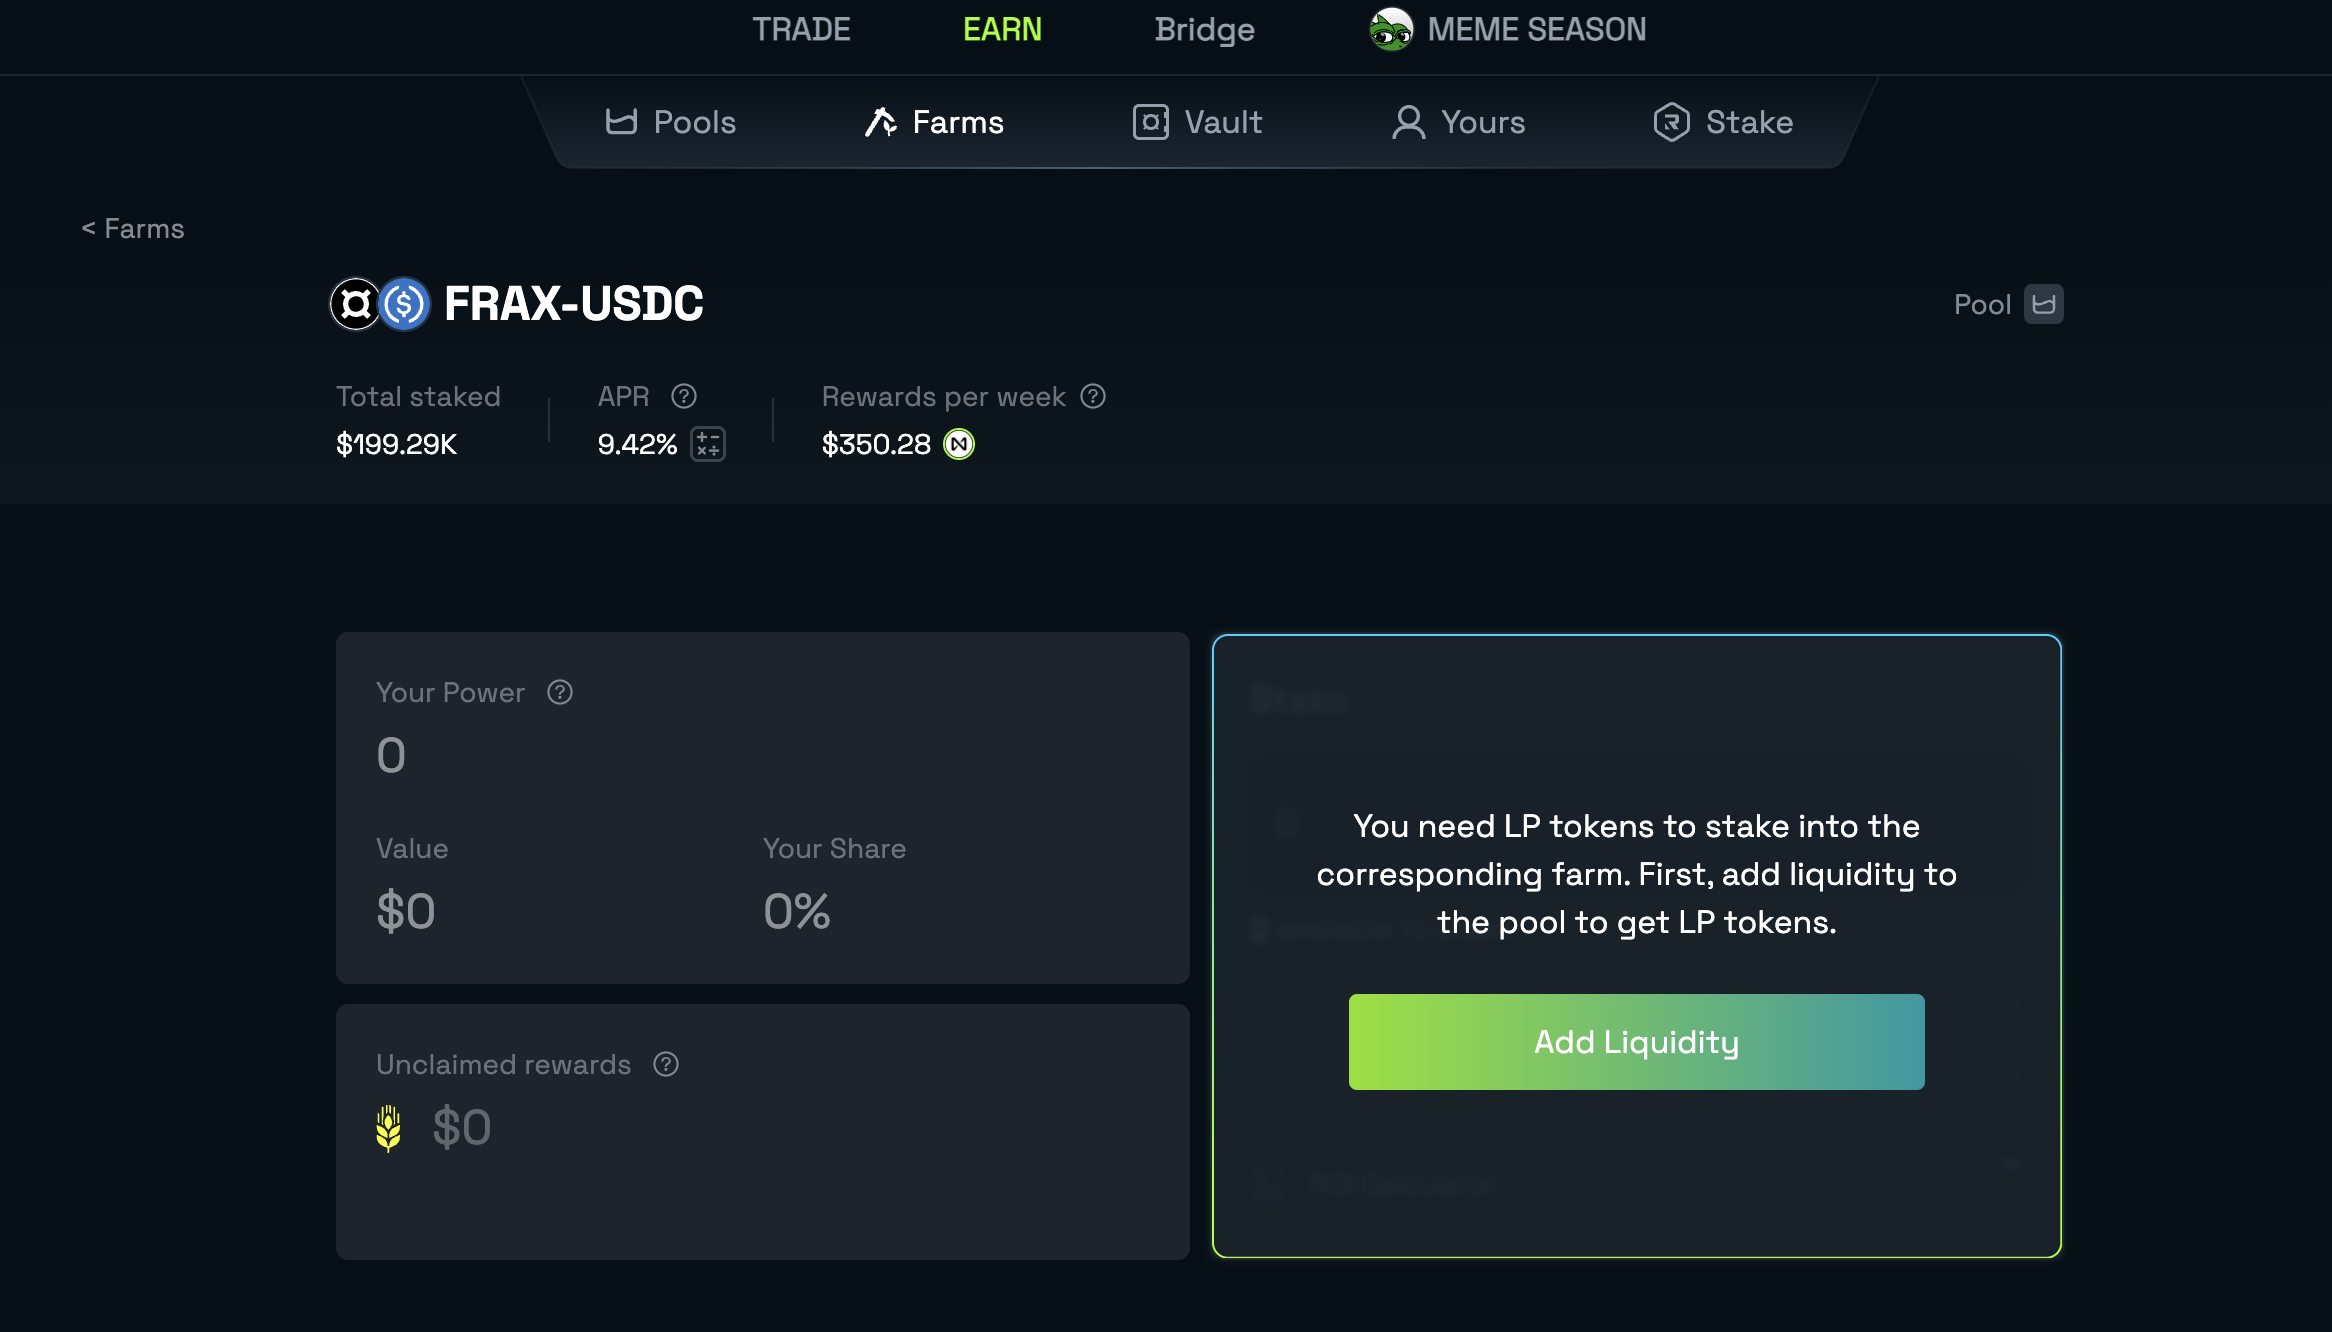 TRADE EARN Bridge MEME SEASON
Pools Farms Vault Yours Stake
< Farms
FRAX-USDC
Pool
Total staked APR Rewards per week
$199.29K 9.42% $350.28
Your Power
0
Value Your Share
$0 0%
Unclaimed rewards
$0
You need LP tokens to stake into the
corresponding farm. First, add liquidity to
the pool to get LP tokens.
Add Liquidity